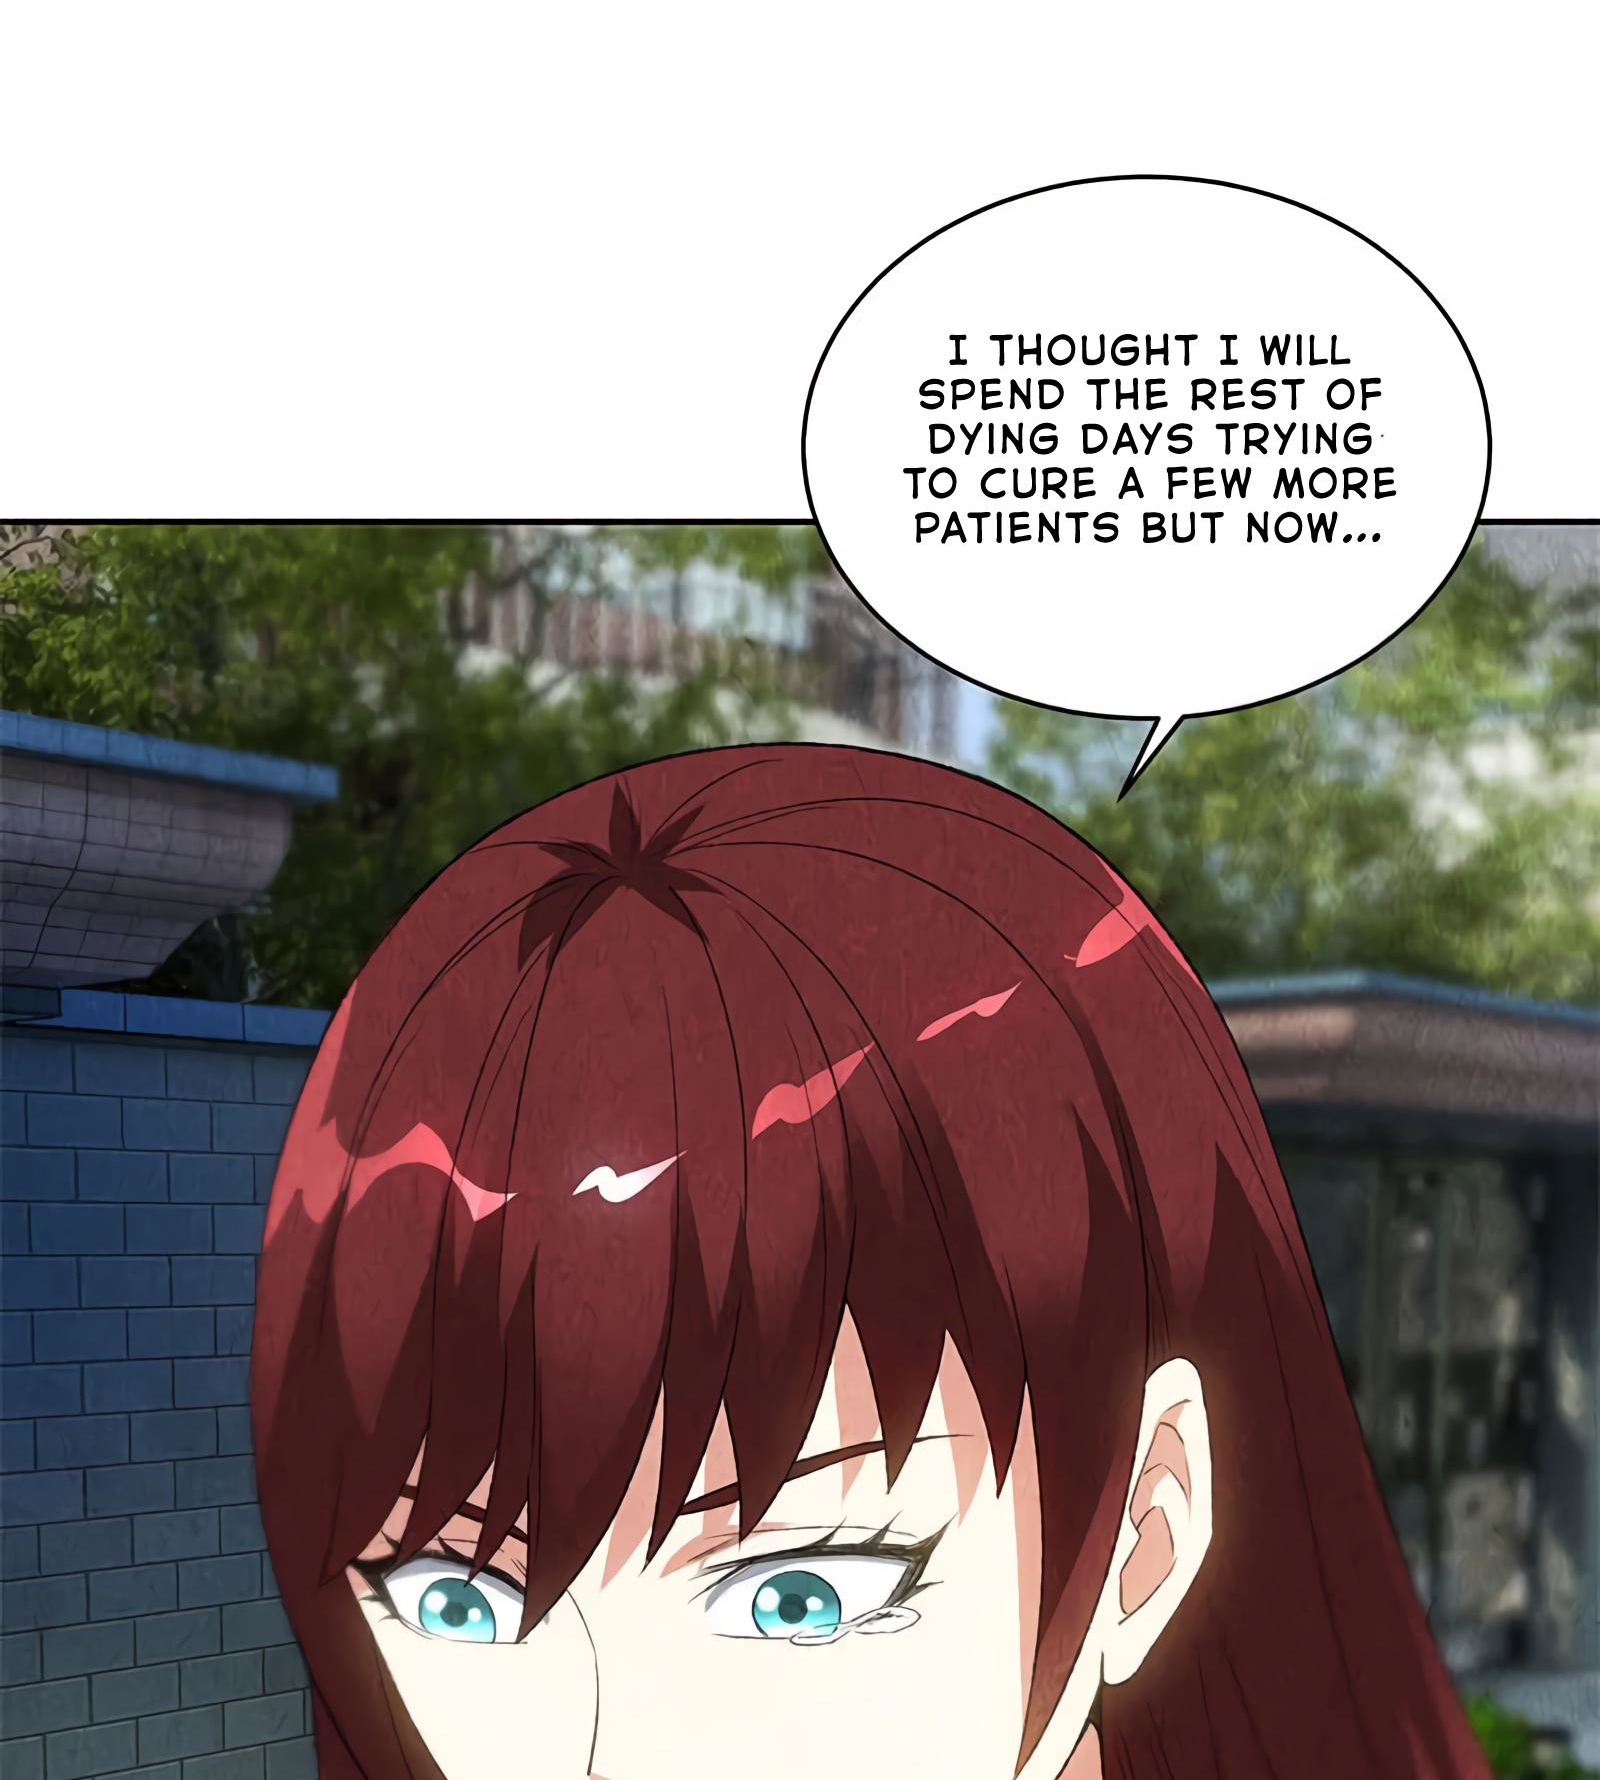 I THOUGHT I WILL
SPEND THE REST OF
DYING DAYS TRYING
TO CURE A FEW MORE
PATIENTS BUT NOW...